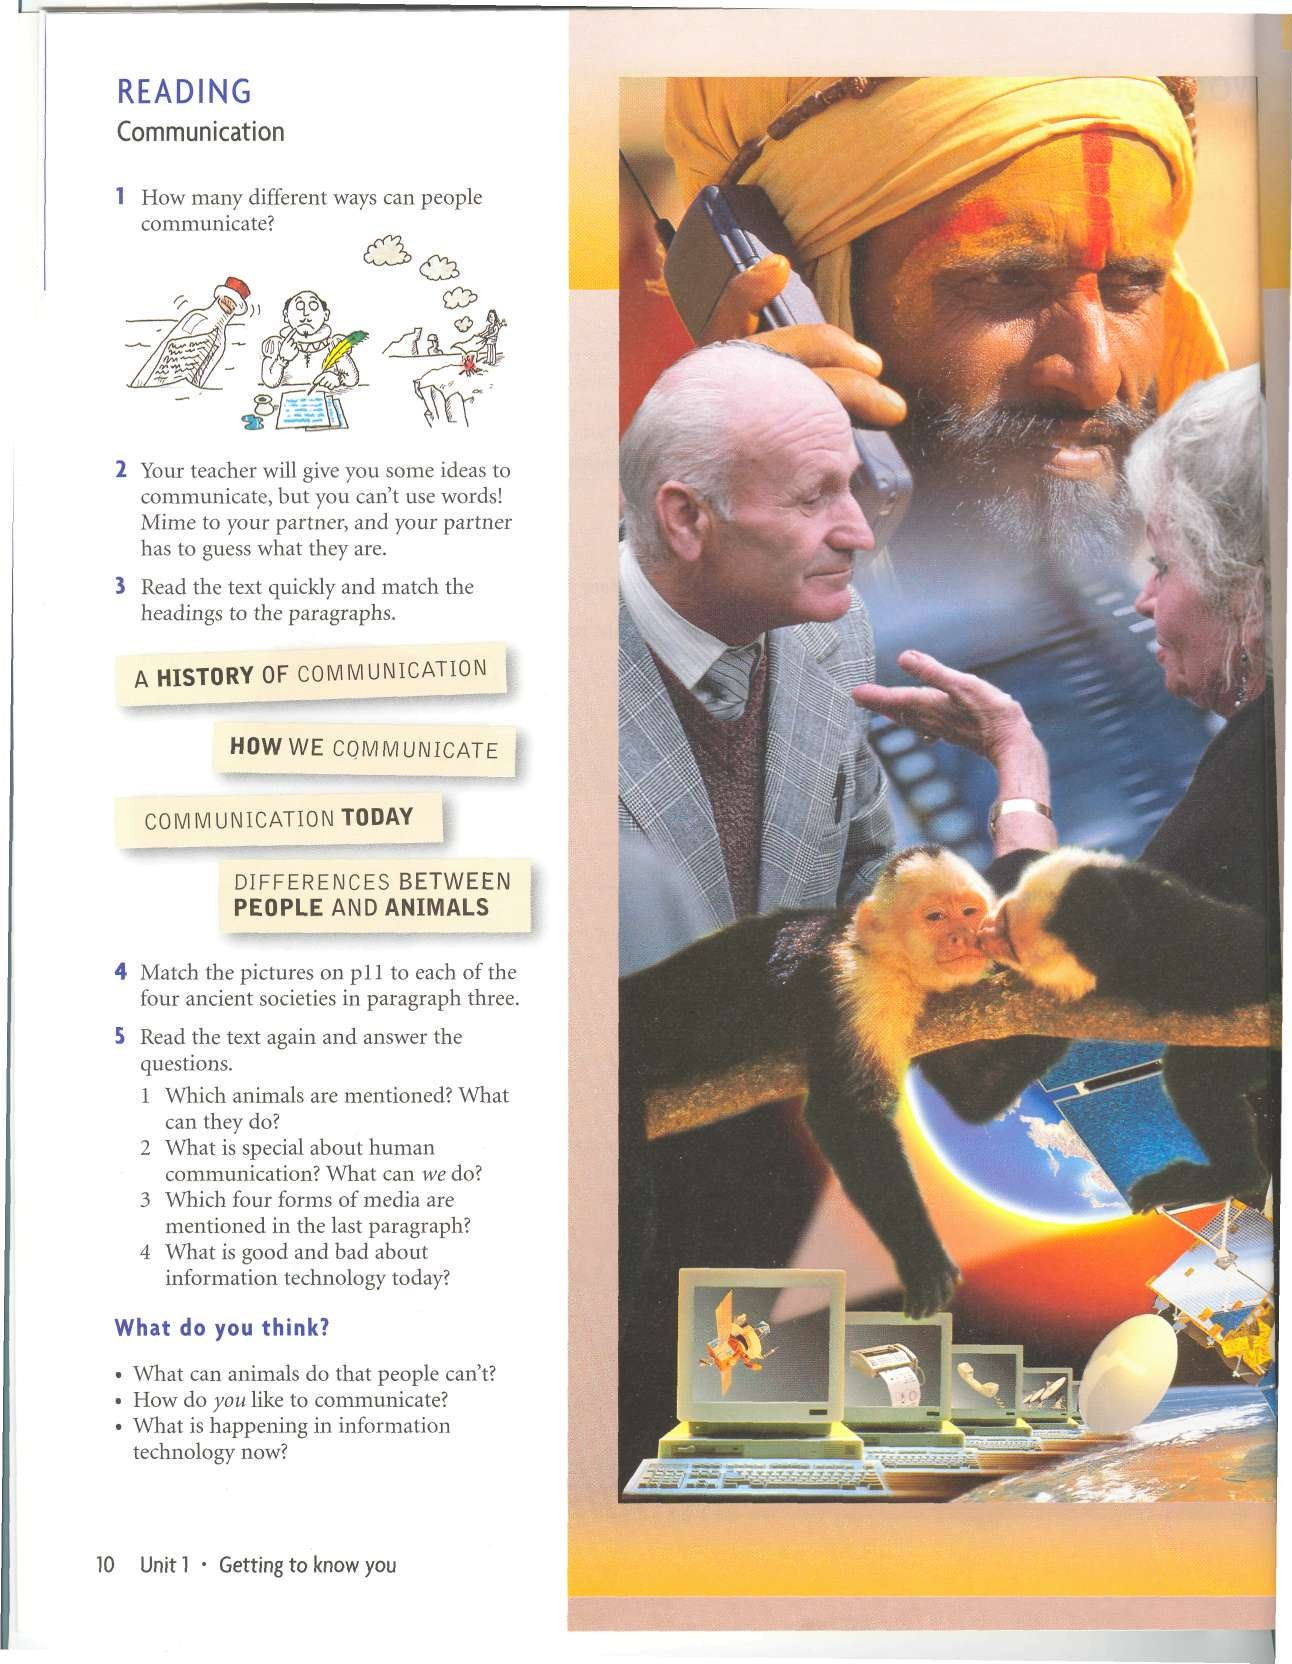 READING
Communication
1 How many different ways can people
communicate?
2 Your teacher will give you some ideas to
communicate, but you can't use words!
Mime to your partner, and your partner
has to guess what they are.
3 Read the text quickly and match the
headings to the paragraphs.
A HISTORY OF COMMUNICATION
HOW WE COMMUNICATE
COMMUNICATION TODAY
DIFFERENCES BETWEEN
PEOPLE AND ANIMALS
4 Match the pictures on p11 to each of the
four ancient societies in paragraph three.
5 Read the text again and answer the
questions.
1 Which animals are mentioned? What
can they do?
2 What is special about human
communication? What can we do?
3 Which four forms of media are
mentioned in the last paragraph?
4 What is good and bad about
information technology today?
What do you think?
• What can animals do that people can't?
• How do you like to communicate?
• What is happening in information
technology now?
10 Unit 1 • Getting to know you